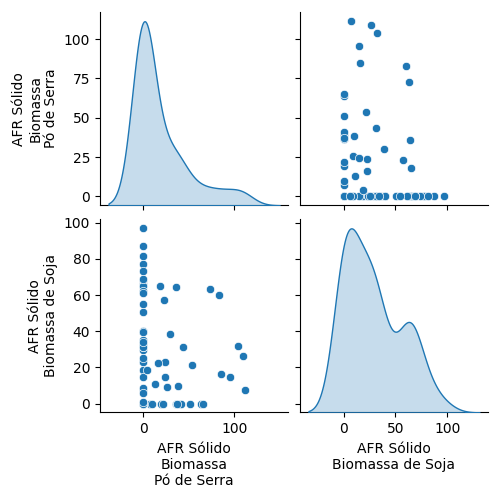 100
75
50
25
0
AFR Sólido
Biomassa
Pó de Serra
100
80
60
40
20
0
AFR Sólido
Biomassa de Soja
0 100
0 50 100
AFR Sólido
Biomassa
Pó de Serra
AFR Sólido
Biomassa de Soja